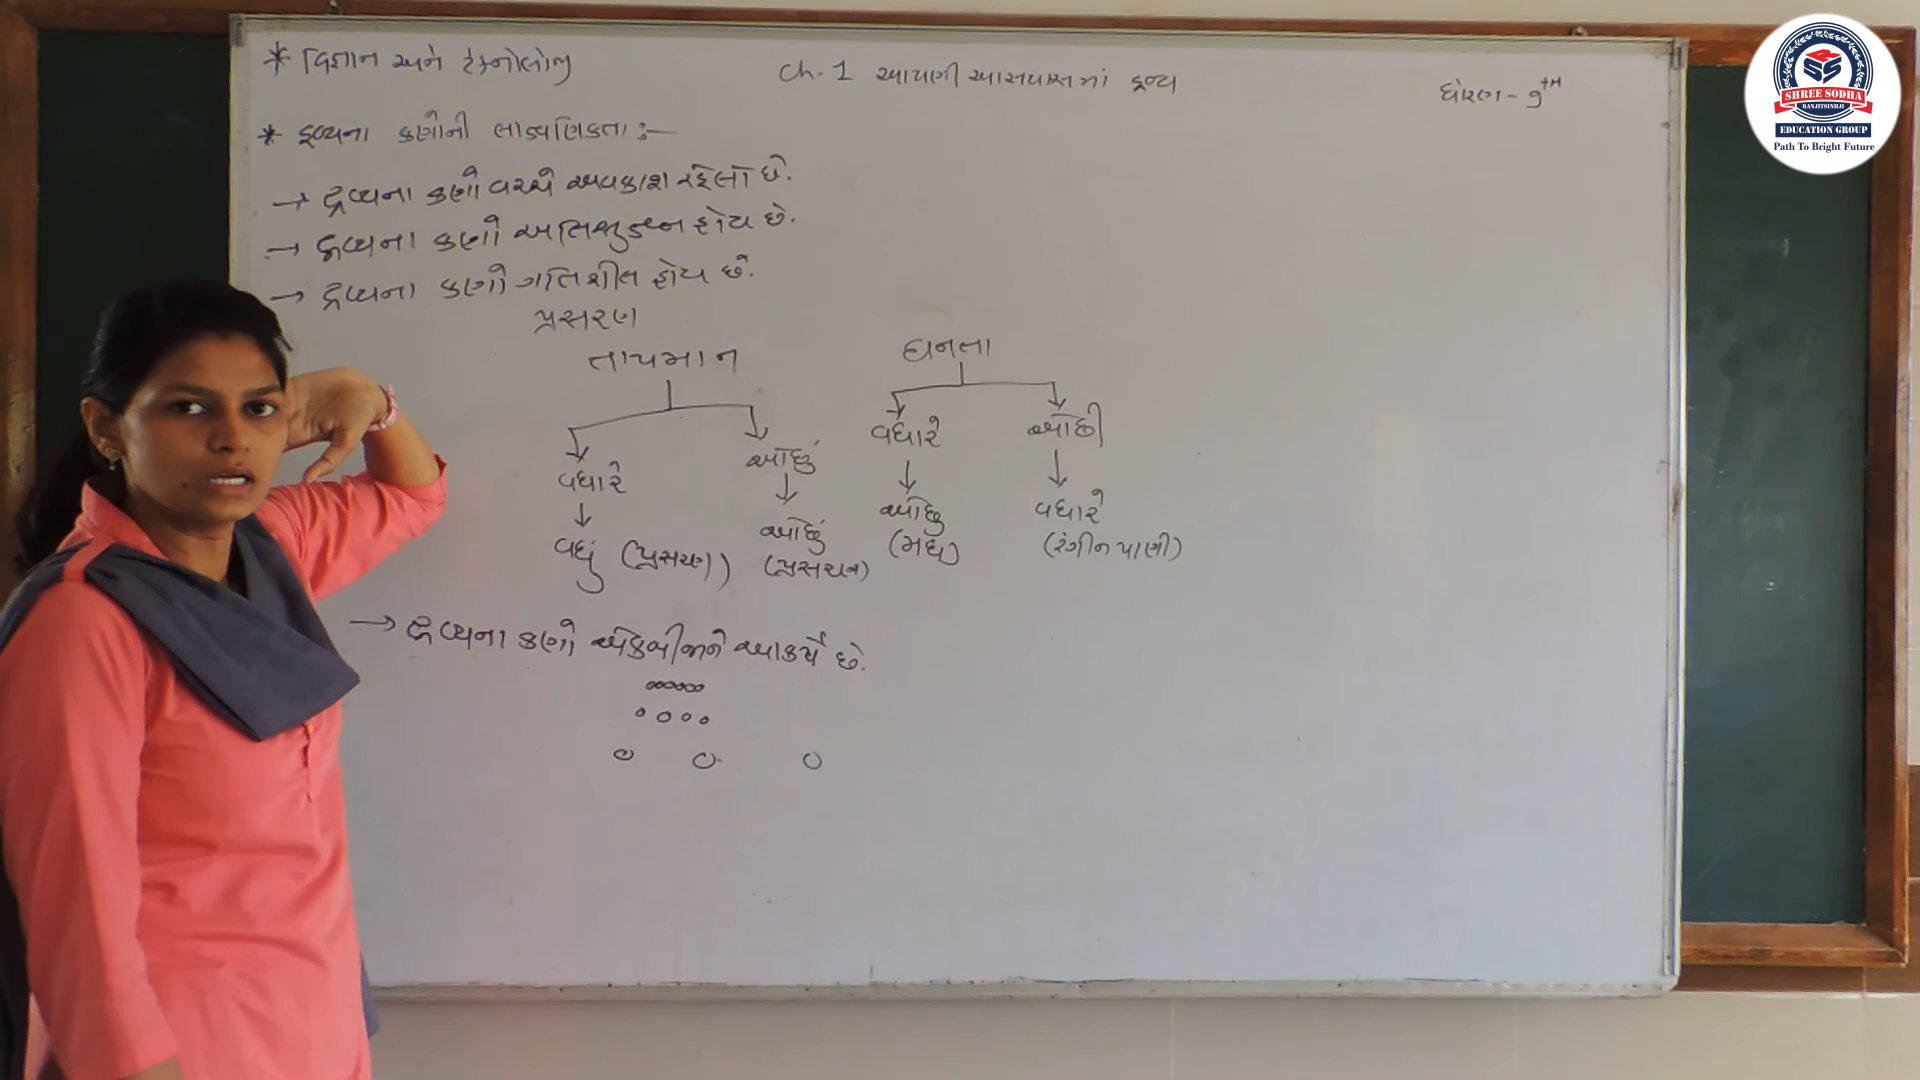 * વિજ્ઞાન અને ટેકનોલોજી
Ch-1 આપણી આસપાસમાં દ્રવ્ય
ધોરણ - 9TH
* દ્રવ્યના કણોની લાક્ષણિકતા :-
→ દ્રવ્યના કણો વચ્ચે અવકાશ રહેલો છે.
→ દ્રવ્યના કણો અતિસુક્ષ્મ હોય છે.
→ દ્રવ્યના કણો ગતિશીલ હોય છે.
પ્રસરણ
તાપમાન
ઘનતા
વધારે
ઓછું
વધારે
ઓછી
વધું (પ્રસરણ)
ઓછું (પ્રસરણ)
ઓછુ (મધ)
વધારે (રંગીન પાણી)
→ દ્રવ્યના કણો એકબીજાને આકર્ષે છે.
SHREE SODHA
RANJITSINHJI
EDUCATION GROUP
Path To Bright Future